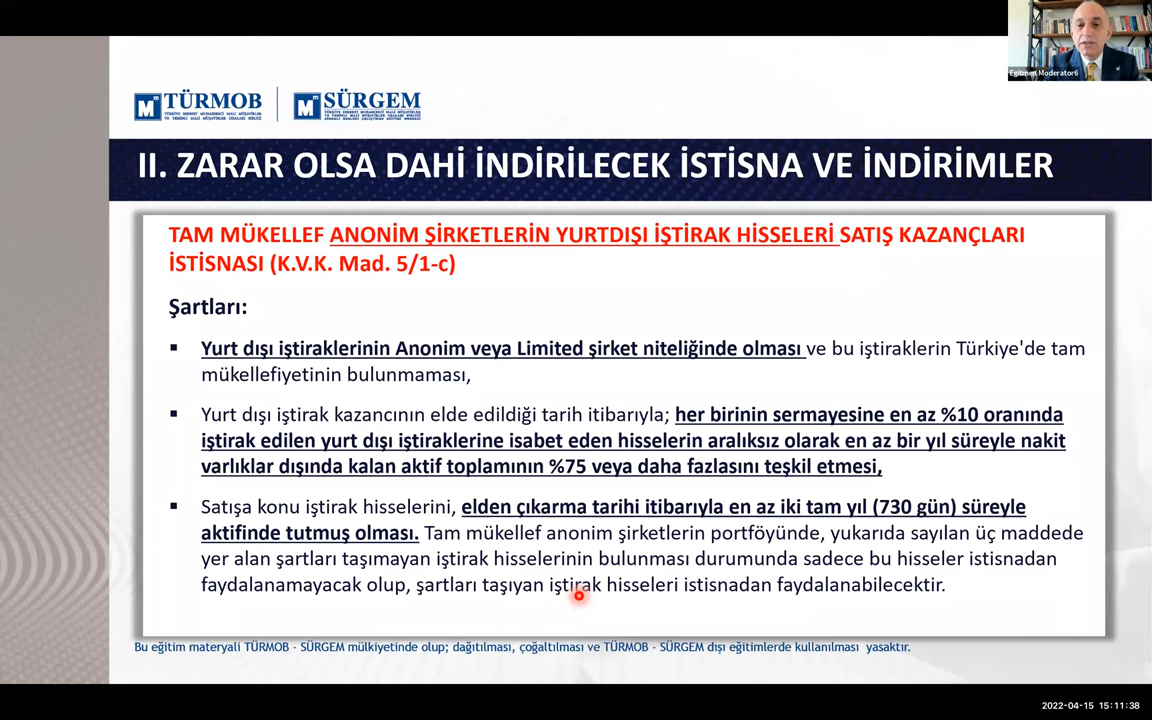 Egitmen Moderator6
TÜRMOB
SÜRGEM
II. ZARAR OLSA DAHİ İNDİRİLECEK İSTİSNA VE İNDİRİMLER
TAM MÜKELLEF ANONİM ŞİRKETLERİN YURTDIŞI İŞTİRAK HİSSELERİ SATIŞ KAZANÇLARI
İSTİSNASI (K.V.K. Mad. 5/1-c)
Şartları:
▪ Yurt dışı iştiraklerinin Anonim veya Limited şirket niteliğinde olması ve bu iştiraklerin Türkiye'de tam
mükellefiyetinin bulunmaması,
▪ Yurt dışı iştirak kazancının elde edildiği tarih itibarıyla; her birinin sermayesine en az %10 oranında
iştirak edilen yurt dışı iştiraklerine isabet eden hisselerin aralıksız olarak en az bir yıl süreyle nakit
varlıklar dışında kalan aktif toplamının %75 veya daha fazlasını teşkil etmesi,
▪ Satışa konu iştirak hisselerini, elden çıkarma tarihi itibarıyla en az iki tam yıl (730 gün) süreyle
aktifinde tutmuş olması. Tam mükellef anonim şirketlerin portföyünde, yukarıda sayılan üç maddede
yer alan şartları taşımayan iştirak hisselerinin bulunması durumunda sadece bu hisseler istisnadan
faydalanamayacak olup, şartları taşıyan iştirak hisseleri istisnadan faydalanabilecektir.
Bu eğitim materyali TÜRMOB - SÜRGEM mülkiyetinde olup; dağıtılması, çoğaltılması ve TÜRMOB - SÜRGEM dışı eğitimlerde kullanılması yasaktır.
2022-04-15 15:11:38